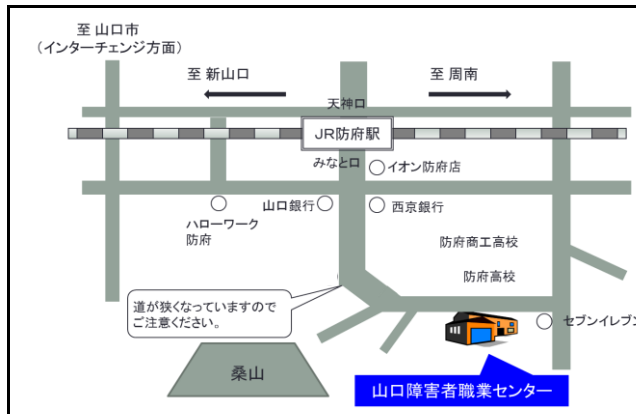 至 山口市
(インターチェンジ方面)
至 新山口
至 周南
天神口
JR防府駅
みなと口
イオン防府店
山口銀行
西京銀行
ハローワーク
防府
防府商工高校
防府高校
道が狭くなっていますので
ご注意ください。
セブンイレブン
桑山
山口障害者職業センター